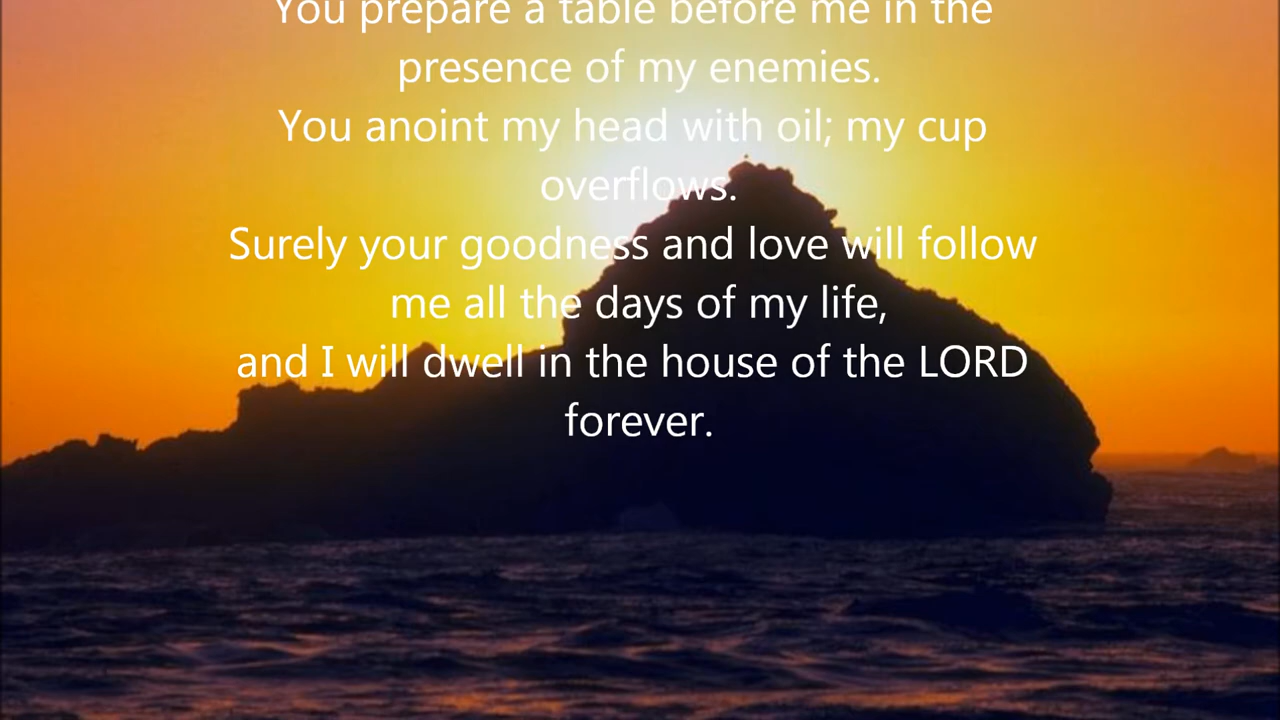 You prepare a table before me in the
presence of my enemies.
You anoint my head with oil; my cup
overflows.
Surely your goodness and love will follow
me all the days of my life,
and I will dwell in the house of the LORD
forever.